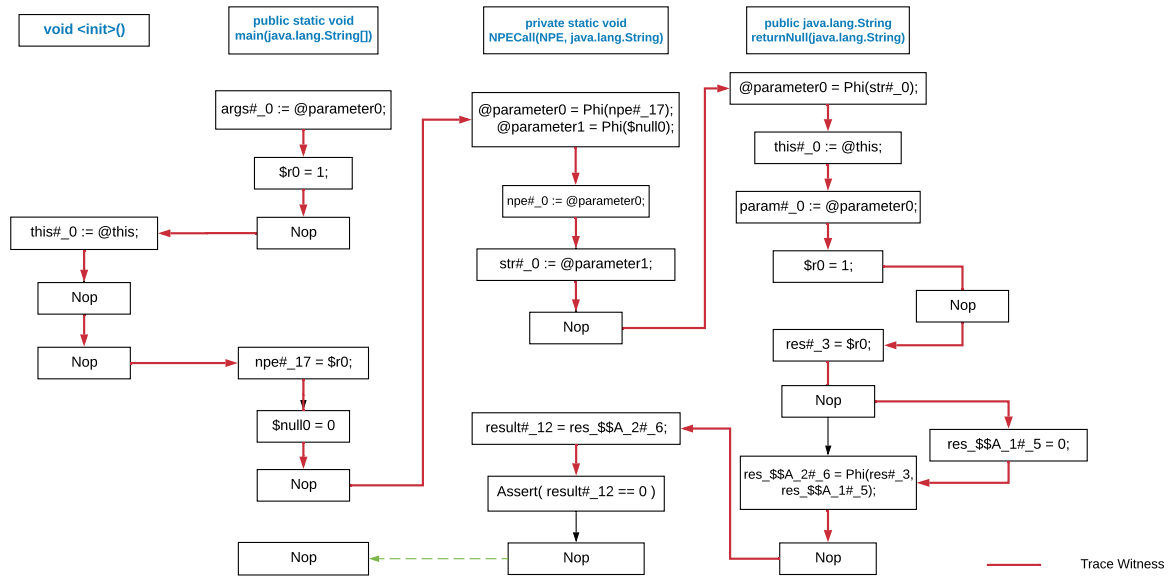 void <init>()
public static void
main(java.lang.String[])
private static void
NPECall(NPE, java.lang.String)
public java.lang.String
returnNull(java.lang.String)
args#_0 := @parameter0;
$r0 = 1;
Nop
this#_0 := @this;
Nop
Nop
npe#_17 = $r0;
$null0 = 0
Nop
@parameter0 = Phi(npe#_17);
@parameter1 = Phi($null0);
npe#_0 := @parameter0;
str#_0 := @parameter1;
Nop
@parameter0 = Phi(str#_0);
this#_0 := @this;
param#_0 := @parameter0;
$r0 = 1;
Nop
res#_3 = $r0;
Nop
res_$$A_1#_5 = 0;
res_$$A_2#_6 = Phi(res#_3,
res_$$A_1#_5);
Nop
result#_12 = res_$$A_2#_6;
Assert( result#_12 == 0 )
Nop
Nop
Trace Witness